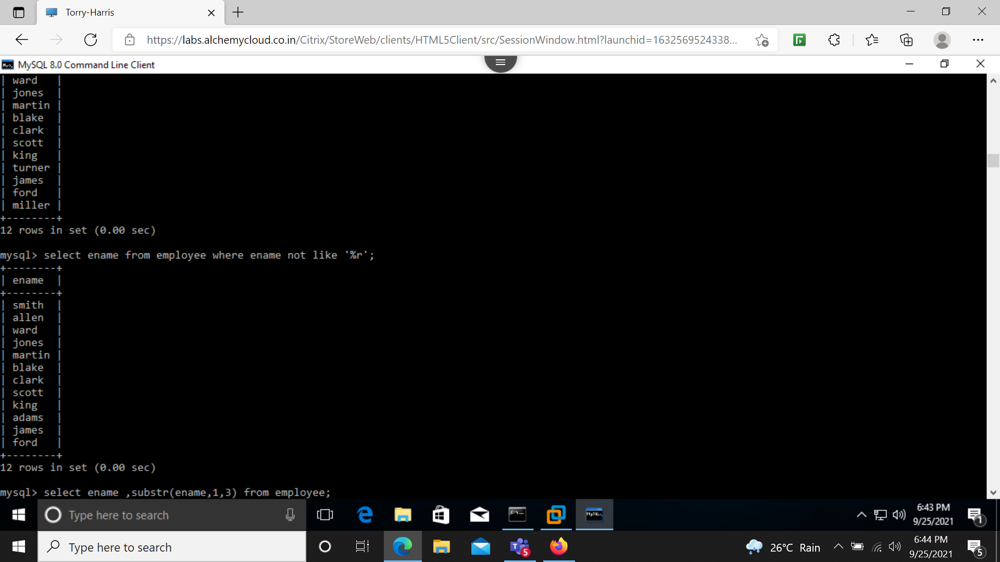 Torry-Harris
https://labs.alchemycloud.co.in/Citrix/StoreWeb/clients/HTML5Client/src/SessionWindow.html?launchid=1632569524338...
MySQL 8.0 Command Line Client
| ward   |
| jones  |
| martin |
| blake  |
| clark  |
| scott  |
| king   |
| turner |
| james  |
| ford   |
| miller |
+--------+
12 rows in set (0.00 sec)
mysql> select ename from employee where ename not like '%r';
+--------+
| ename  |
+--------+
| smith  |
| allen  |
| ward   |
| jones  |
| martin |
| blake  |
| clark  |
| scott  |
| king   |
| adams  |
| james  |
| ford   |
+--------+
12 rows in set (0.00 sec)
mysql> select ename ,substr(ename,1,3) from employee;
Type here to search
6:43 PM
9/25/2021
1
Type here to search
T 5
26°C Rain
6:44 PM
9/25/2021
5